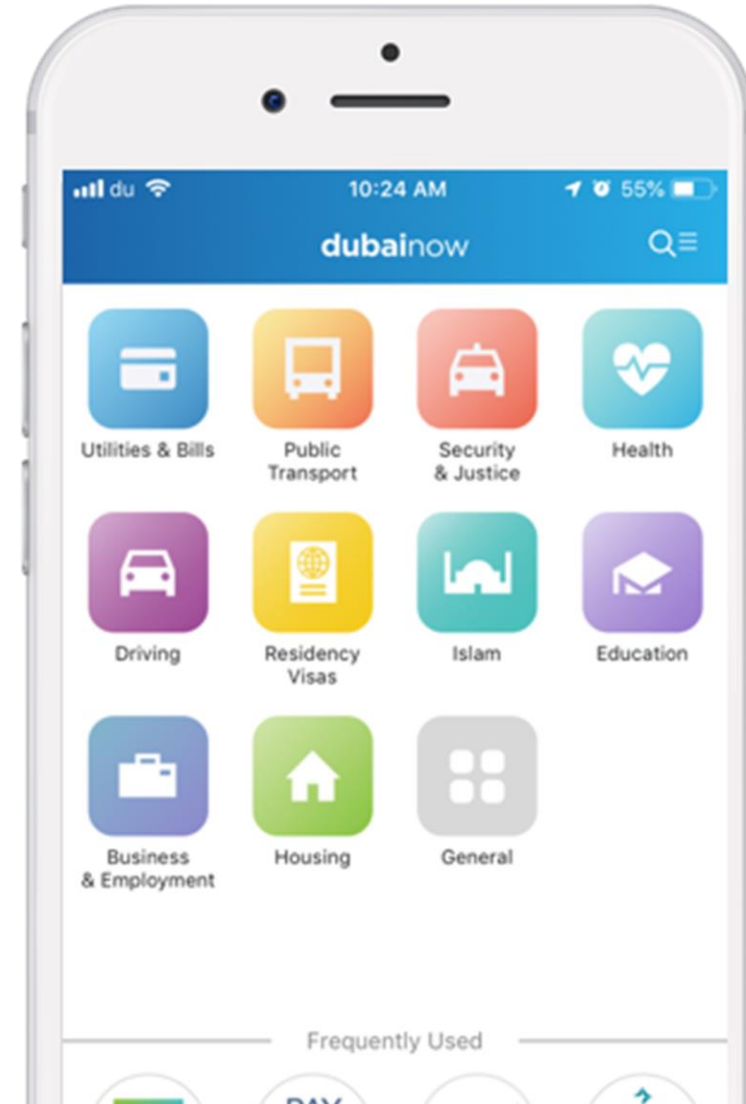 du 10:24 AM 55%
dubainow
Utilities & Bills
Public
Transport
Security
& Justice
Health
Driving
Residency
Visas
Islam
Education
Business
& Employment
Housing
General
Frequently Used